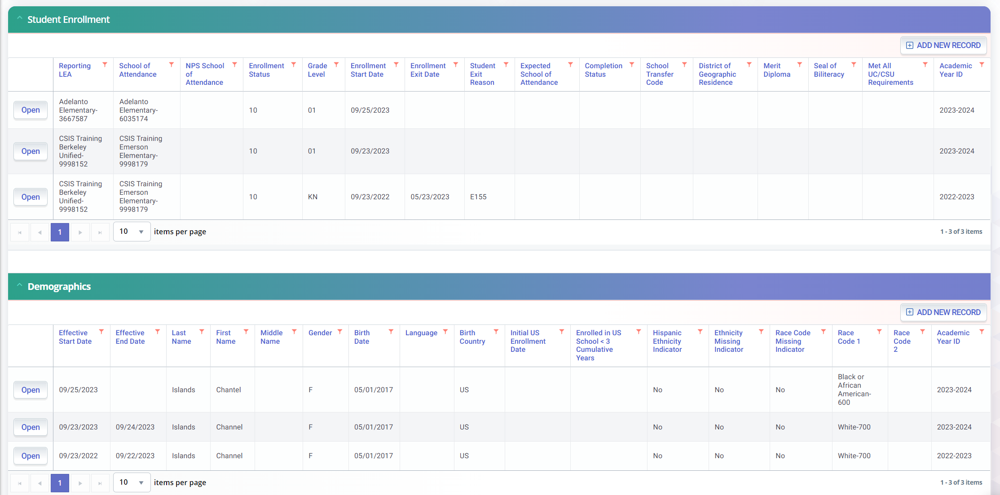 Student Enrollment
ADD NEW RECORD
Reporting LEA
School of Attendance
NPS School of Attendance
Enrollment Status
Grade Level
Enrollment Start Date
Enrollment Exit Date
Student Exit Reason
Expected School of Attendance
Completion Status
School Transfer Code
District of Geographic Residence
Merit Diploma
Seal of Biliteracy
Met All UC/CSU Requirements
Academic Year ID
Open Adelanto Elementary-3667587 Adelanto Elementary-6035174 10 01 09/25/2023 2023-2024
Open CSIS Training Berkeley Unified-9998152 CSIS Training Emerson Elementary-9998179 10 01 09/23/2023 2023-2024
Open CSIS Training Berkeley Unified-9998152 CSIS Training Emerson Elementary-9998179 10 KN 09/23/2022 05/23/2023 E155 2022-2023
1 10 items per page 1 - 3 of 3 items
Demographics
ADD NEW RECORD
Effective Start Date
Effective End Date
Last Name
First Name
Middle Name
Gender
Birth Date
Language
Birth Country
Initial US Enrollment Date
Enrolled in US School < 3 Cumulative Years
Hispanic Ethnicity Indicator
Ethnicity Missing Indicator
Race Code Missing Indicator
Race Code 1
Race Code 2
Academic Year ID
Open 09/25/2023 Islands Chantel F 05/01/2017 US No No No Black or African American-600 2023-2024
Open 09/23/2023 09/24/2023 Islands Channel F 05/01/2017 US No No No White-700 2023-2024
Open 09/23/2022 09/22/2023 Islands Channel F 05/01/2017 US No No No White-700 2022-2023
1 10 items per page 1 - 3 of 3 items